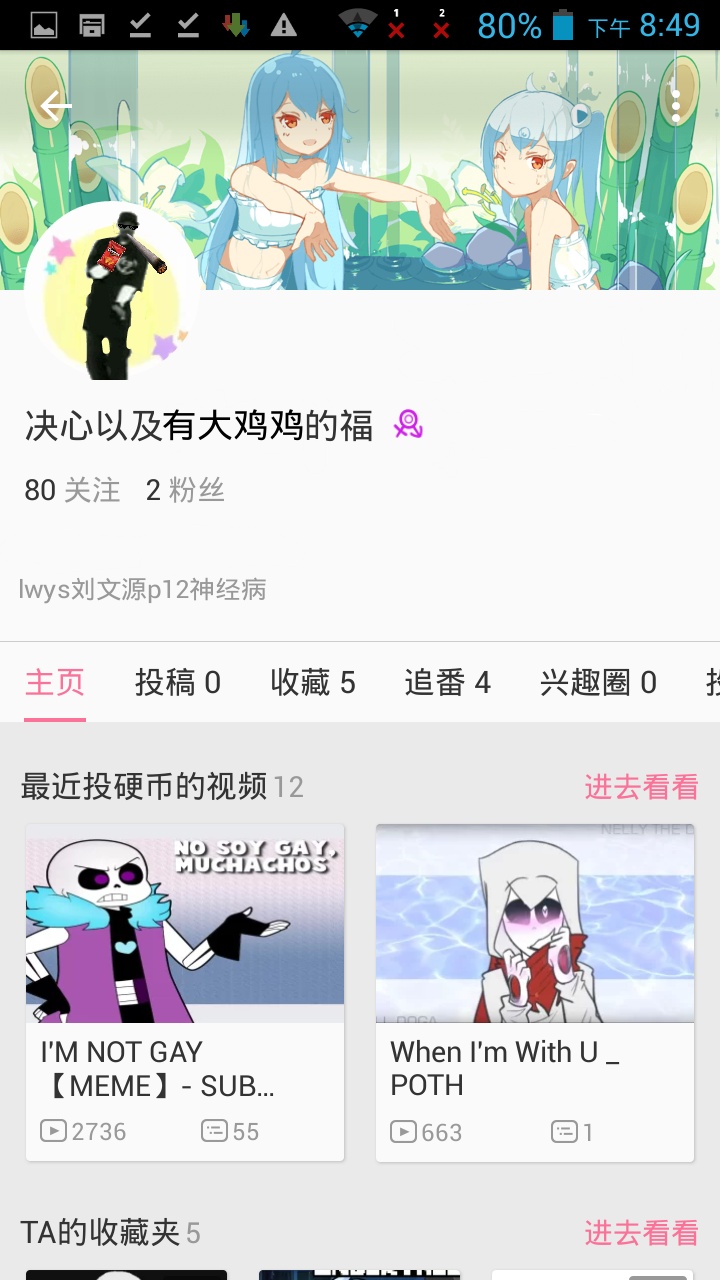 1 2 80% 下午 8:49
决心以及有大鸡鸡的福
80 关注 2 粉丝
lwys刘文源p12神经病
主页 投稿 0 收藏 5 追番 4 兴趣圈 0
最近投硬币的视频 12 进去看看
NO SOY GAY,
MUCHACHOS
NELLY THE
I'M NOT GAY
【MEME】- SUB...
2736 55
When I'm With U _
POTH
663 1
TA的收藏夹 5 进去看看